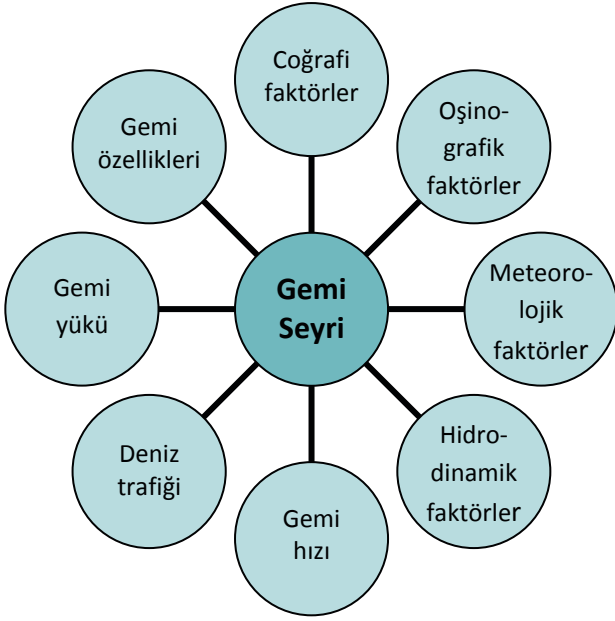 Coğrafi
faktörler
Oşino-
grafik
faktörler
Meteoro-
lojik
faktörler
Hidro-
dinamik
faktörler
Gemi
hızı
Deniz
trafiği
Gemi
yükü
Gemi
özellikleri
Gemi
Seyri